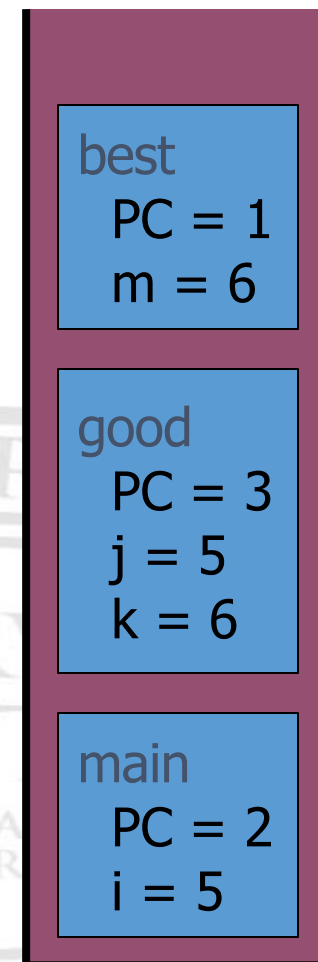 best
PC = 1
m = 6
good
PC = 3
j = 5
k = 6
main
PC = 2
i = 5